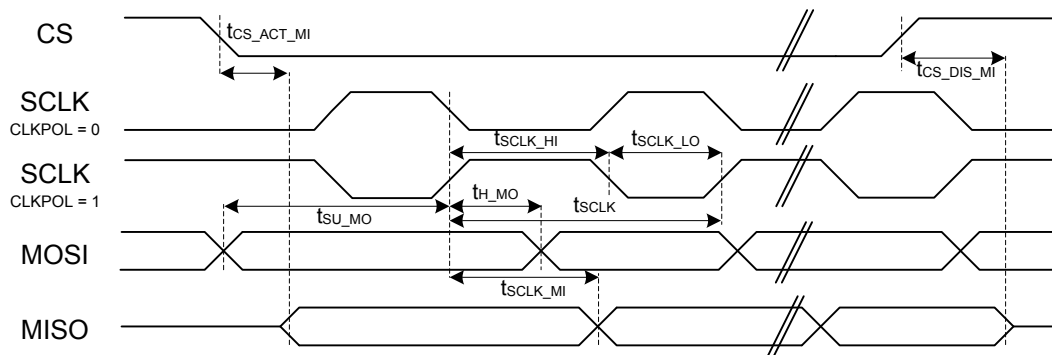 CS
tCS_ACT_MI
tCS_DIS_MI
SCLK
CLKPOL = 0
tSCLK_HI
tSCLK_LO
SCLK
CLKPOL = 1
tSU_MO
tH_MO
tSCLK
MOSI
tSCLK_MI
MISO